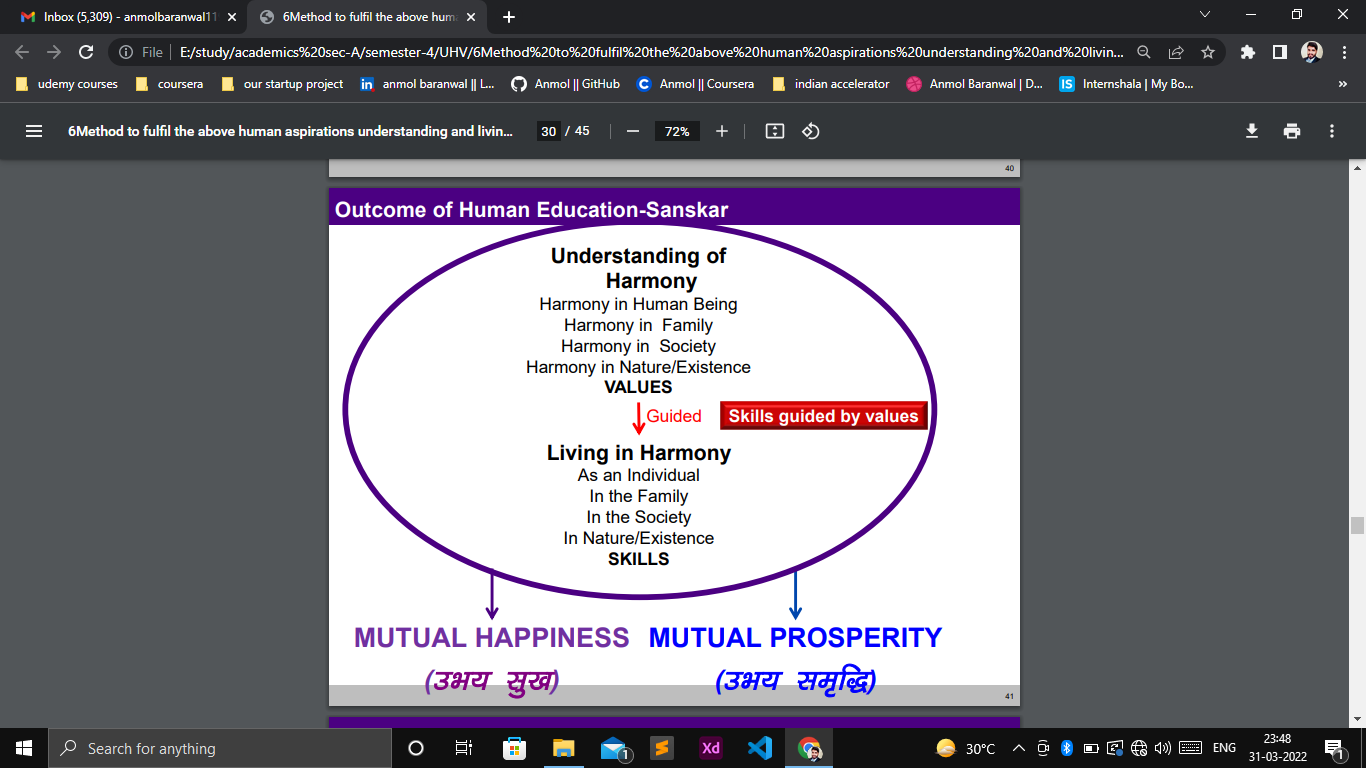 Inbox (5,309) - anmolbaranwal11
6Method to fulfil the above huma
File
E:/study/academics%20sec-A/semester-4/UHV/6Method%20to%20fulfil%20the%20above%20human%20aspirations%20understanding%20and%20livin...
udemy courses
coursera
our startup project
in
anmol baranwal || L...
Anmol || GitHub
C
Anmol || Coursera
indian accelerator
Anmol Baranwal | D...
IS
Internshala | My Bo...
»
6Method to fulfil the above human aspirations understanding and livin...
30 / 45
72%
40
Outcome of Human Education-Sanskar
Understanding of
Harmony
Harmony in Human Being
Harmony in Family
Harmony in Society
Harmony in Nature/Existence
VALUES
Guided
Skills guided by values
Living in Harmony
As an Individual
In the Family
In the Society
In Nature/Existence
SKILLS
MUTUAL HAPPINESS MUTUAL PROSPERITY
(उभय सुख) (उभय समृद्धि)
41
Search for anything
1
S
Xd
30°C
ENG
23:48
31-03-2022
1